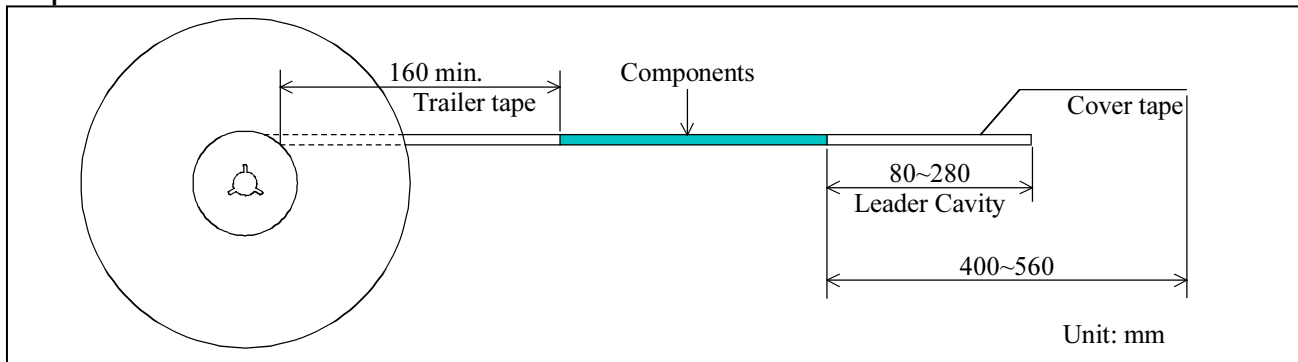 160 min.
Trailer tape
Components
Cover tape
80~280
Leader Cavity
400~560
Unit: mm